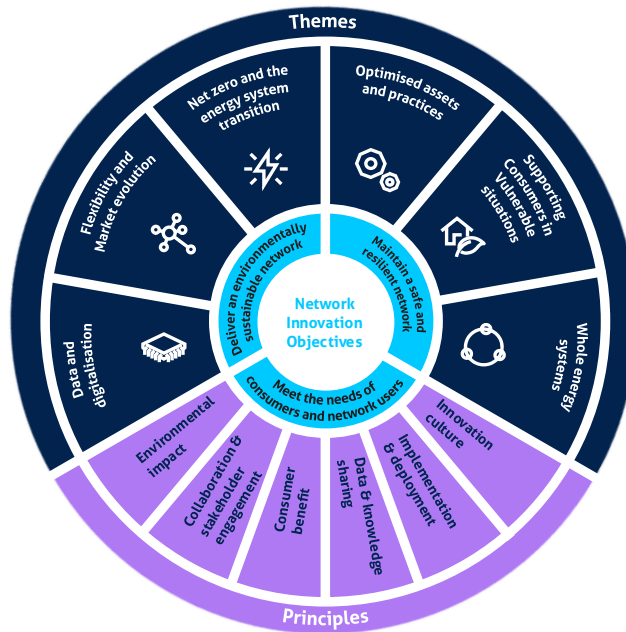 Themes
Net zero and the
energy system
transition
Optimised assets
and practices
Flexibility and
Market evolution
Supporting
Consumers in
Vulnerable
situations
Data and
digitalisation
Whole energy
systems
Deliver an environmentally
sustainable network
Maintain a safe and
resilient network
Network
Innovation
Objectives
Meet the needs of
consumers and network users
Environmental
impact
Collaboration &
stakeholder
engagement
Consumer
benefit
Data & knowledge
sharing
Implementation
& deployment
Innovation
culture
Principles